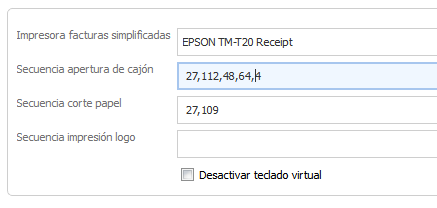 Impresora facturas simplificadas
EPSON TM-T20 Receipt
Secuencia apertura de cajón
27,112,48,64,4
Secuencia corte papel
27,109
Secuencia impresión logo
Desactivar teclado virtual